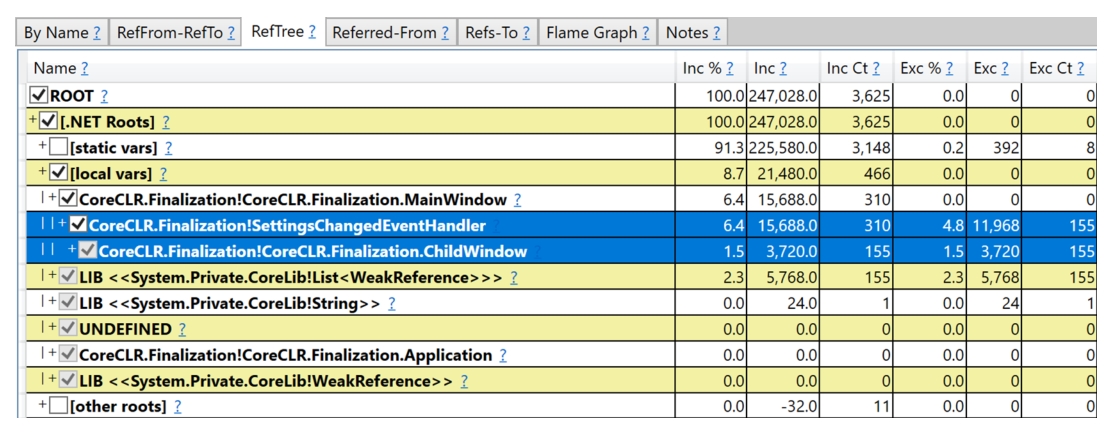 By Name ? RefFrom-RefTo ? RefTree ? Referred-From ? Refs-To ? Flame Graph ? Notes ?
Name ? Inc % ? Inc ? Inc Ct ? Exc % ? Exc ? Exc Ct ?
ROOT ? 100.0 247,028.0 3,625 0.0 0 0
+ [.NET Roots] ? 100.0 247,028.0 3,625 0.0 0 0
+ [static vars] ? 91.3 225,580.0 3,148 0.2 392 8
+ [local vars] ? 8.7 21,480.0 466 0.0 0 0
|+ CoreCLR.Finalization!CoreCLR.Finalization.MainWindow ? 6.4 15,688.0 310 0.0 0 0
||+ CoreCLR.Finalization!SettingsChangedEventHandler ? 6.4 15,688.0 310 4.8 11,968 155
|| + CoreCLR.Finalization!CoreCLR.Finalization.ChildWindow ? 1.5 3,720.0 155 1.5 3,720 155
|+ LIB <<System.Private.CoreLib!List<WeakReference>>> ? 2.3 5,768.0 155 2.3 5,768 155
|+ LIB <<System.Private.CoreLib!String>> ? 0.0 24.0 1 0.0 24 1
|+ UNDEFINED ? 0.0 0.0 0 0.0 0 0
|+ CoreCLR.Finalization!CoreCLR.Finalization.Application ? 0.0 0.0 0 0.0 0 0
|+ LIB <<System.Private.CoreLib!WeakReference>> ? 0.0 0.0 0 0.0 0 0
+ [other roots] ? 0.0 -32.0 11 0.0 0 0